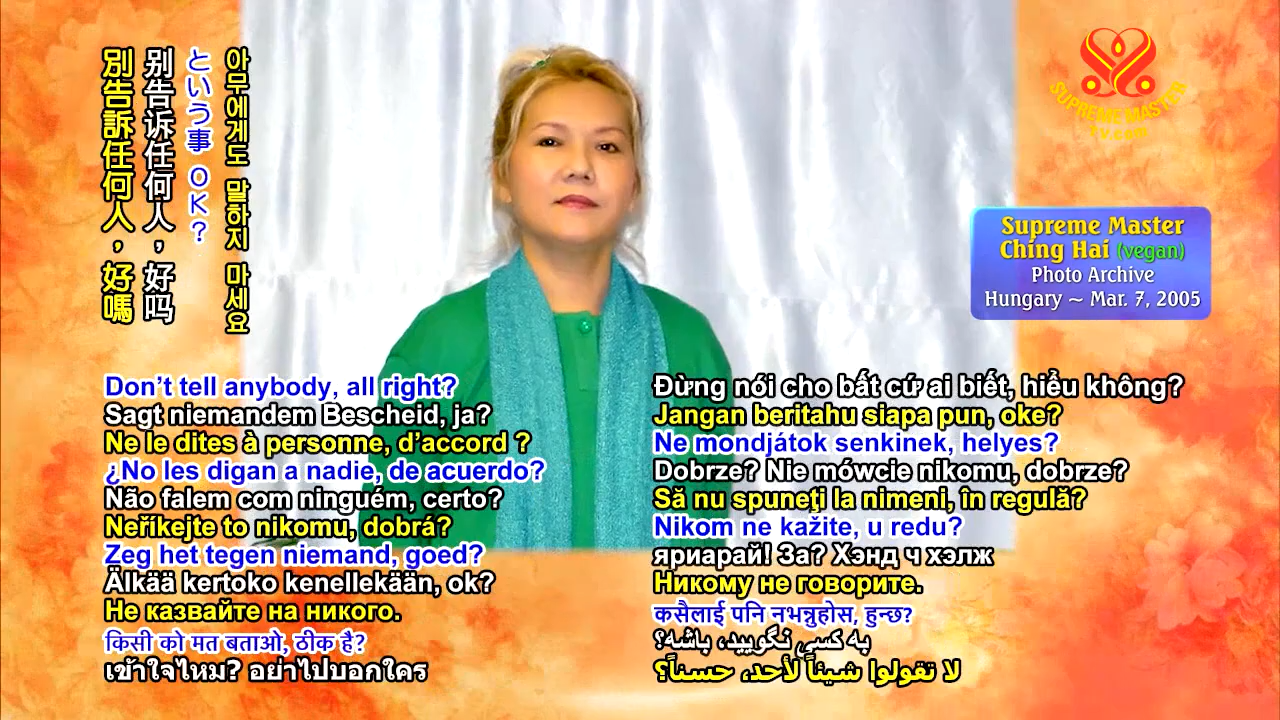 別告訴任何人，好嗎
别告诉任何人，好吗
という事 OK?
아무에게도 말하지 마세요
SUPREME MASTER
TV.com
Supreme Master
Ching Hai (vegan)
Photo Archive
Hungary ~ Mar. 7, 2005
Don't tell anybody, all right?
Sagt niemandem Bescheid, ja?
Ne le dites à personne, d'accord ?
¿No les digan a nadie, de acuerdo?
Não falem com ninguém, certo?
Neříkejte to nikomu, dobrá?
Zeg het tegen niemand, goed?
Älkää kertoko kenellekään, ok?
Не казвайте на никого.
किसी को मत बताओ, ठीक है?
เข้าใจไหม? อย่าไปบอกใคร
Đừng nói cho bất cứ ai biết, hiểu không?
Jangan beritahu siapa pun, oke?
Ne mondjátok senkinek, helyes?
Dobrze? Nie mówcie nikomu, dobrze?
Să nu spuneţi la nimeni, în regulă?
Nikom ne kažite, u redu?
яриарай! За? Хэнд ч хэлж
Никому не говорите.
कसैलाई पनि नभन्नुहोस, हुन्छ?
به کسی نگویید، باشه؟
لا تقولوا شيئاً لأحد، حسناً؟